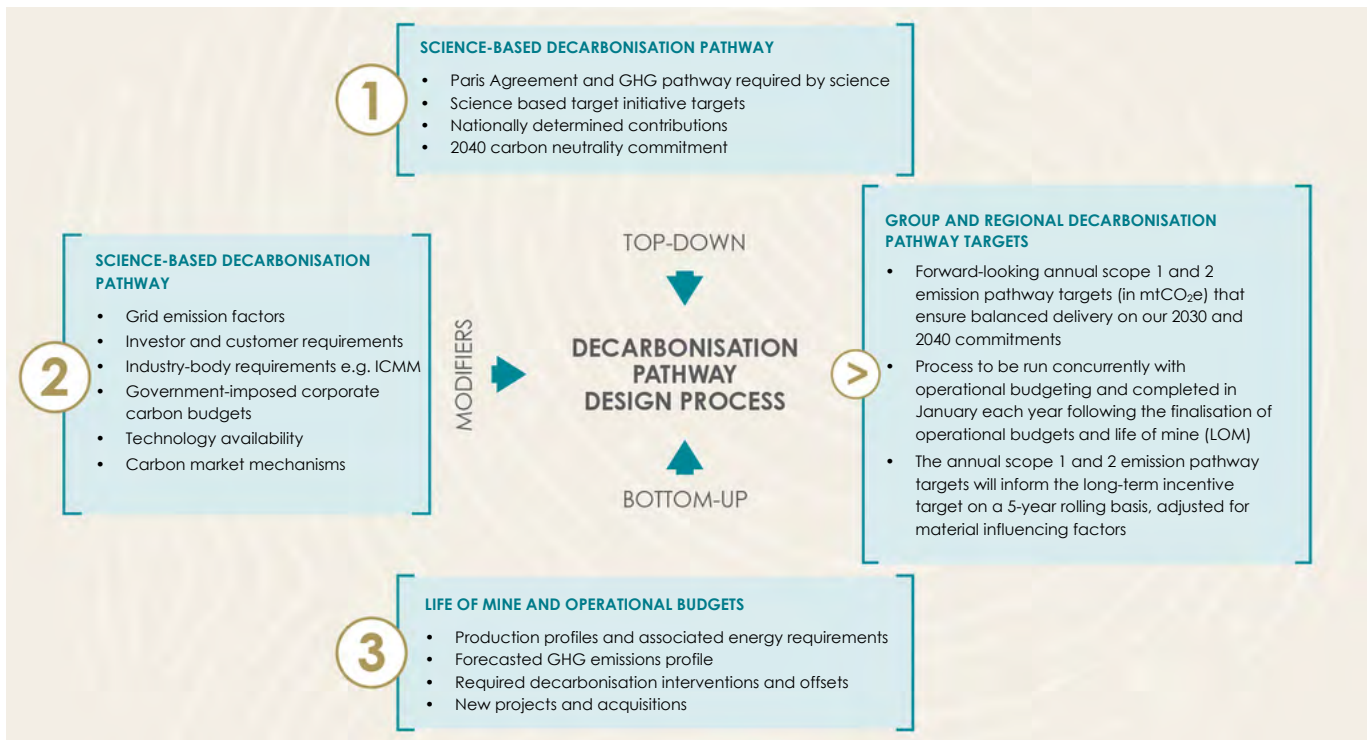 1
SCIENCE-BASED DECARBONISATION PATHWAY
• Paris Agreement and GHG pathway required by science
• Science based target initiative targets
• Nationally determined contributions
• 2040 carbon neutrality commitment
2
SCIENCE-BASED DECARBONISATION
PATHWAY
• Grid emission factors
• Investor and customer requirements
• Industry-body requirements e.g. ICMM
• Government-imposed corporate
carbon budgets
• Technology availability
• Carbon market mechanisms
MODIFIERS
TOP-DOWN
DECARBONISATION
PATHWAY
DESIGN PROCESS
BOTTOM-UP
>
GROUP AND REGIONAL DECARBONISATION
PATHWAY TARGETS
• Forward-looking annual scope 1 and 2
emission pathway targets (in mtCO₂e) that
ensure balanced delivery on our 2030 and
2040 commitments
• Process to be run concurrently with
operational budgeting and completed in
January each year following the finalisation of
operational budgets and life of mine (LOM)
• The annual scope 1 and 2 emission pathway
targets will inform the long-term incentive
target on a 5-year rolling basis, adjusted for
material influencing factors
3
LIFE OF MINE AND OPERATIONAL BUDGETS
• Production profiles and associated energy requirements
• Forecasted GHG emissions profile
• Required decarbonisation interventions and offsets
• New projects and acquisitions